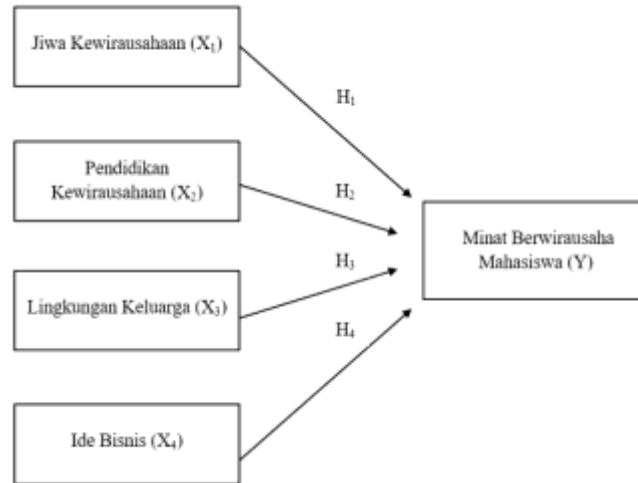 Jiwa Kewirausahaan (X₁)
H₁
Pendidikan
Kewirausahaan (X₂)
H₂
Minat Berwirausaha
Mahasiswa (Y)
H₃
Lingkungan Keluarga (X₃)
H₄
Ide Bisnis (X₄)